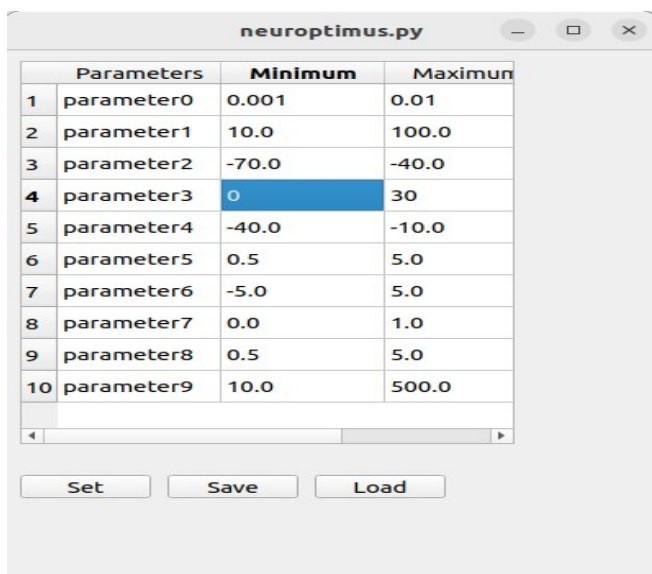 neuroptimus.py
Parameters Minimum Maximum
1 parameter0 0.001 0.01
2 parameter1 10.0 100.0
3 parameter2 -70.0 -40.0
4 parameter3 0 30
5 parameter4 -40.0 -10.0
6 parameter5 0.5 5.0
7 parameter6 -5.0 5.0
8 parameter7 0.0 1.0
9 parameter8 0.5 5.0
10 parameter9 10.0 500.0
Set Save Load